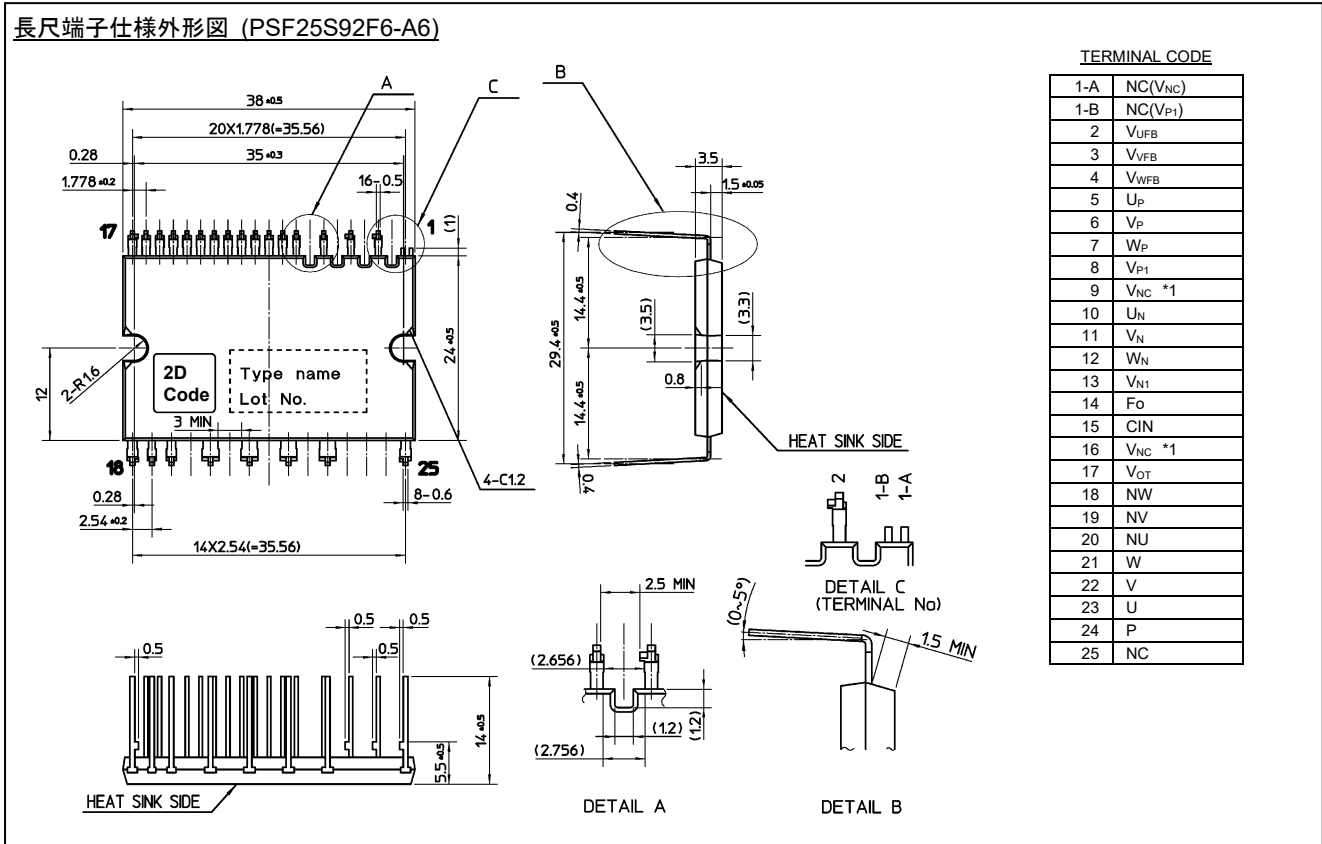 長尺端子仕様外形図 (PSF25S92F6-A6)
A
C
B
38 ±0.5
20X1.778(=35.56)
35 ±0.3
0.28
1.778 ±0.2
16-0.5
(1)
17
1
24 ±0.5
12
2-R1.6
2D
Code
Type name
Lot No.
3 MIN
18
25
0.28
2.54 ±0.2
8-0.6
4-C1.2
14X2.54(=35.56)
3.5
1.5 ±0.05
0.4
14.4 ±0.5
29.4 ±0.5
(3.5)
(3.3)
0.8
14.4 ±0.5
0.4
HEAT SINK SIDE
2
1-B
1-A
DETAIL C
(TERMINAL No)
0.5
0.5
0.5
0.5
5.5 ±0.5
14 ±0.5
HEAT SINK SIDE
2.5 MIN
(2.656)
(1.2)
(1.2)
(2.756)
DETAIL A
(0~5°)
1.5 MIN
DETAIL B
TERMINAL CODE
1-A NC(VNC)
1-B NC(VP1)
2 VUFB
3 VVFB
4 VWFB
5 UP
6 VP
7 WP
8 VP1
9 VNC *1
10 UN
11 VN
12 WN
13 VN1
14 Fo
15 CIN
16 VNC *1
17 VOT
18 NW
19 NV
20 NU
21 W
22 V
23 U
24 P
25 NC